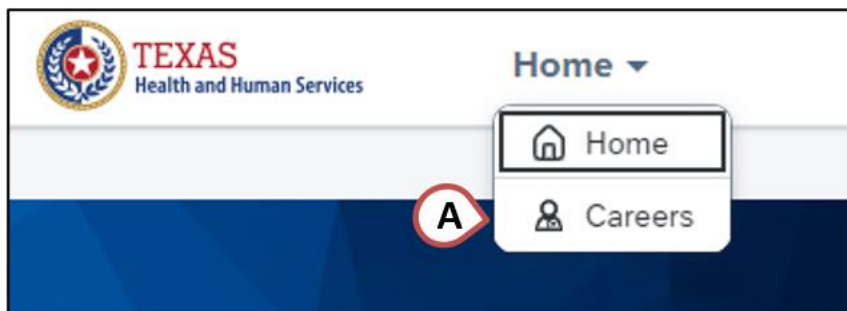 TEXAS
Health and Human Services
Home
Home
A
Careers